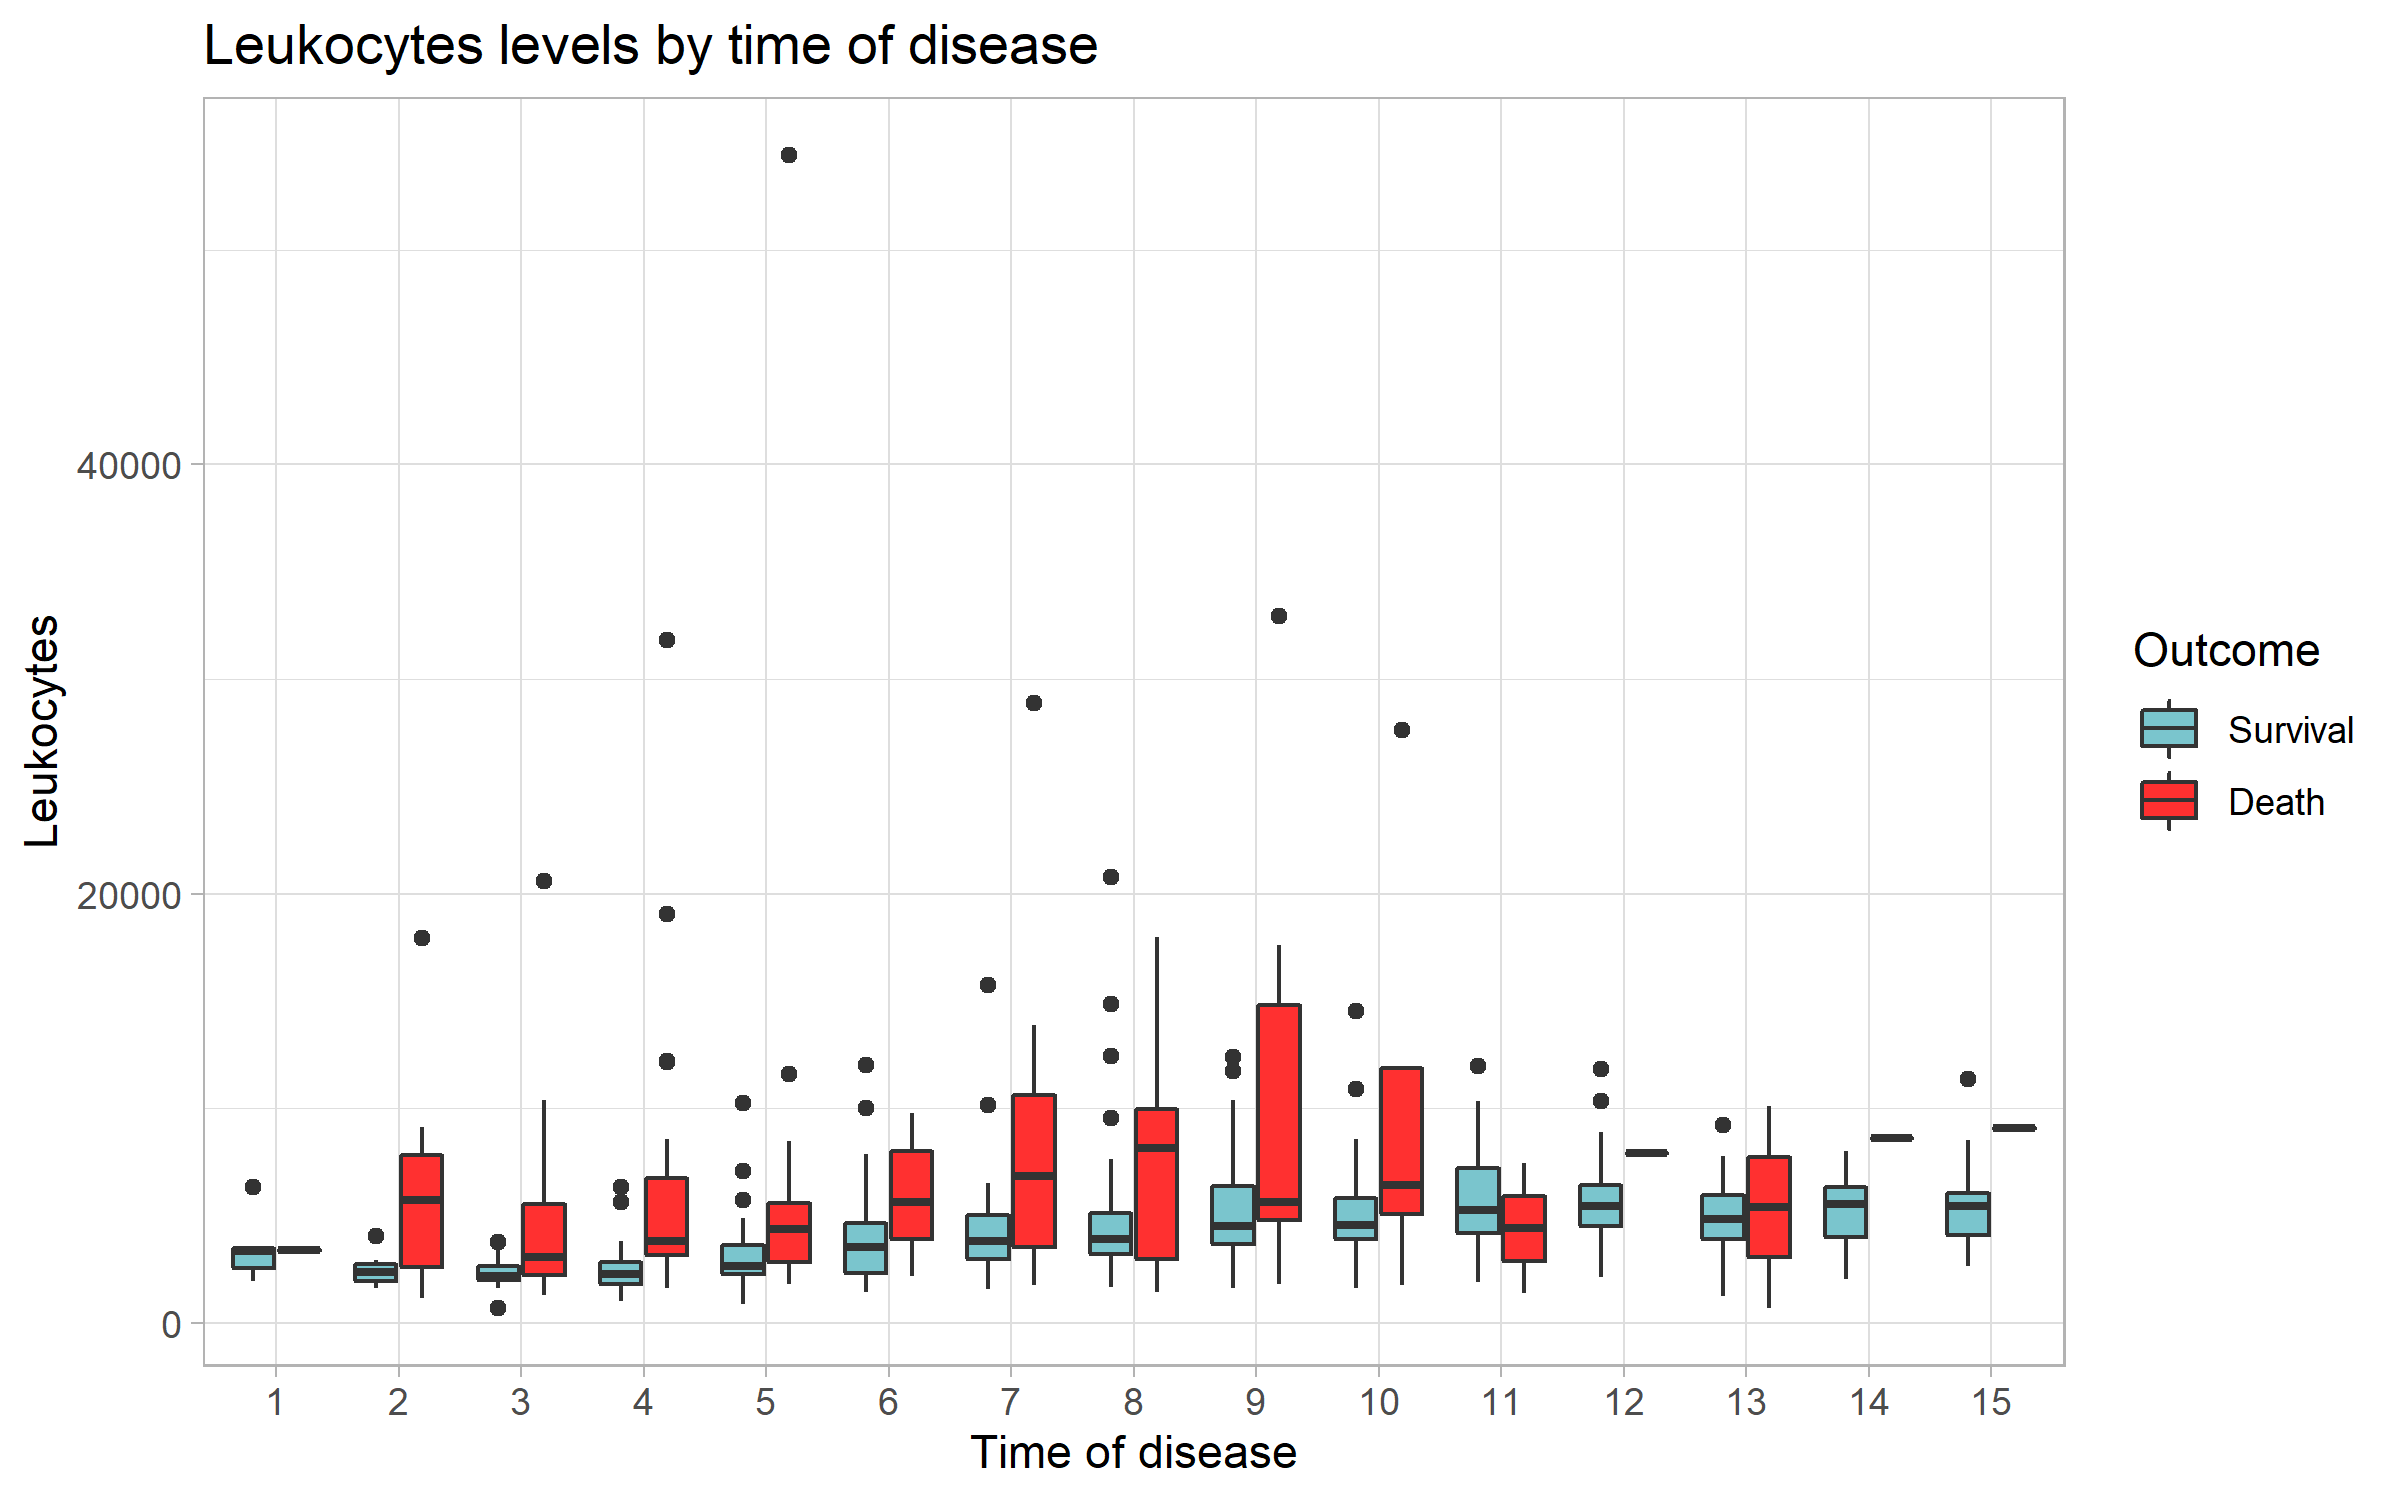 Leukocytes levels by time of disease
Leukocytes
40000
20000
0
1 2 3 4 5 6 7 8 9 10 11 12 13 14 15
Time of disease
Outcome
Survival
Death